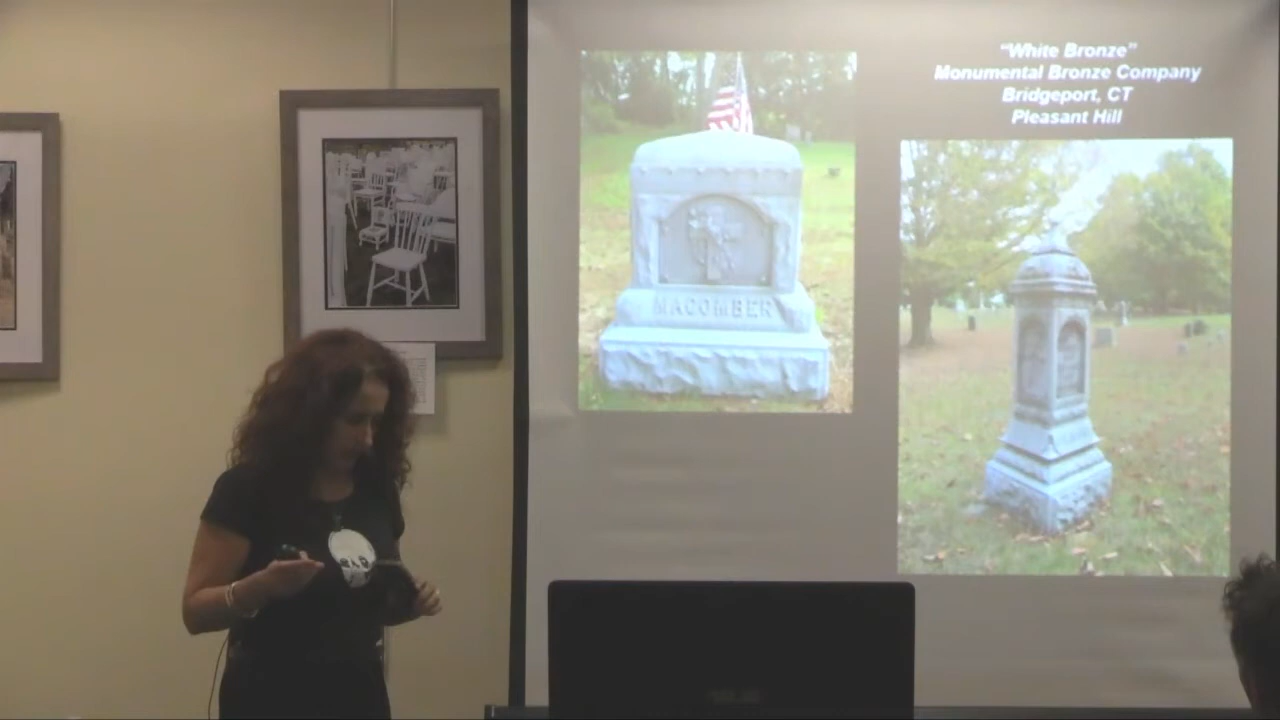 "White Bronze"
Monumental Bronze Company
Bridgeport, CT
Pleasant Hill
MACOMBER